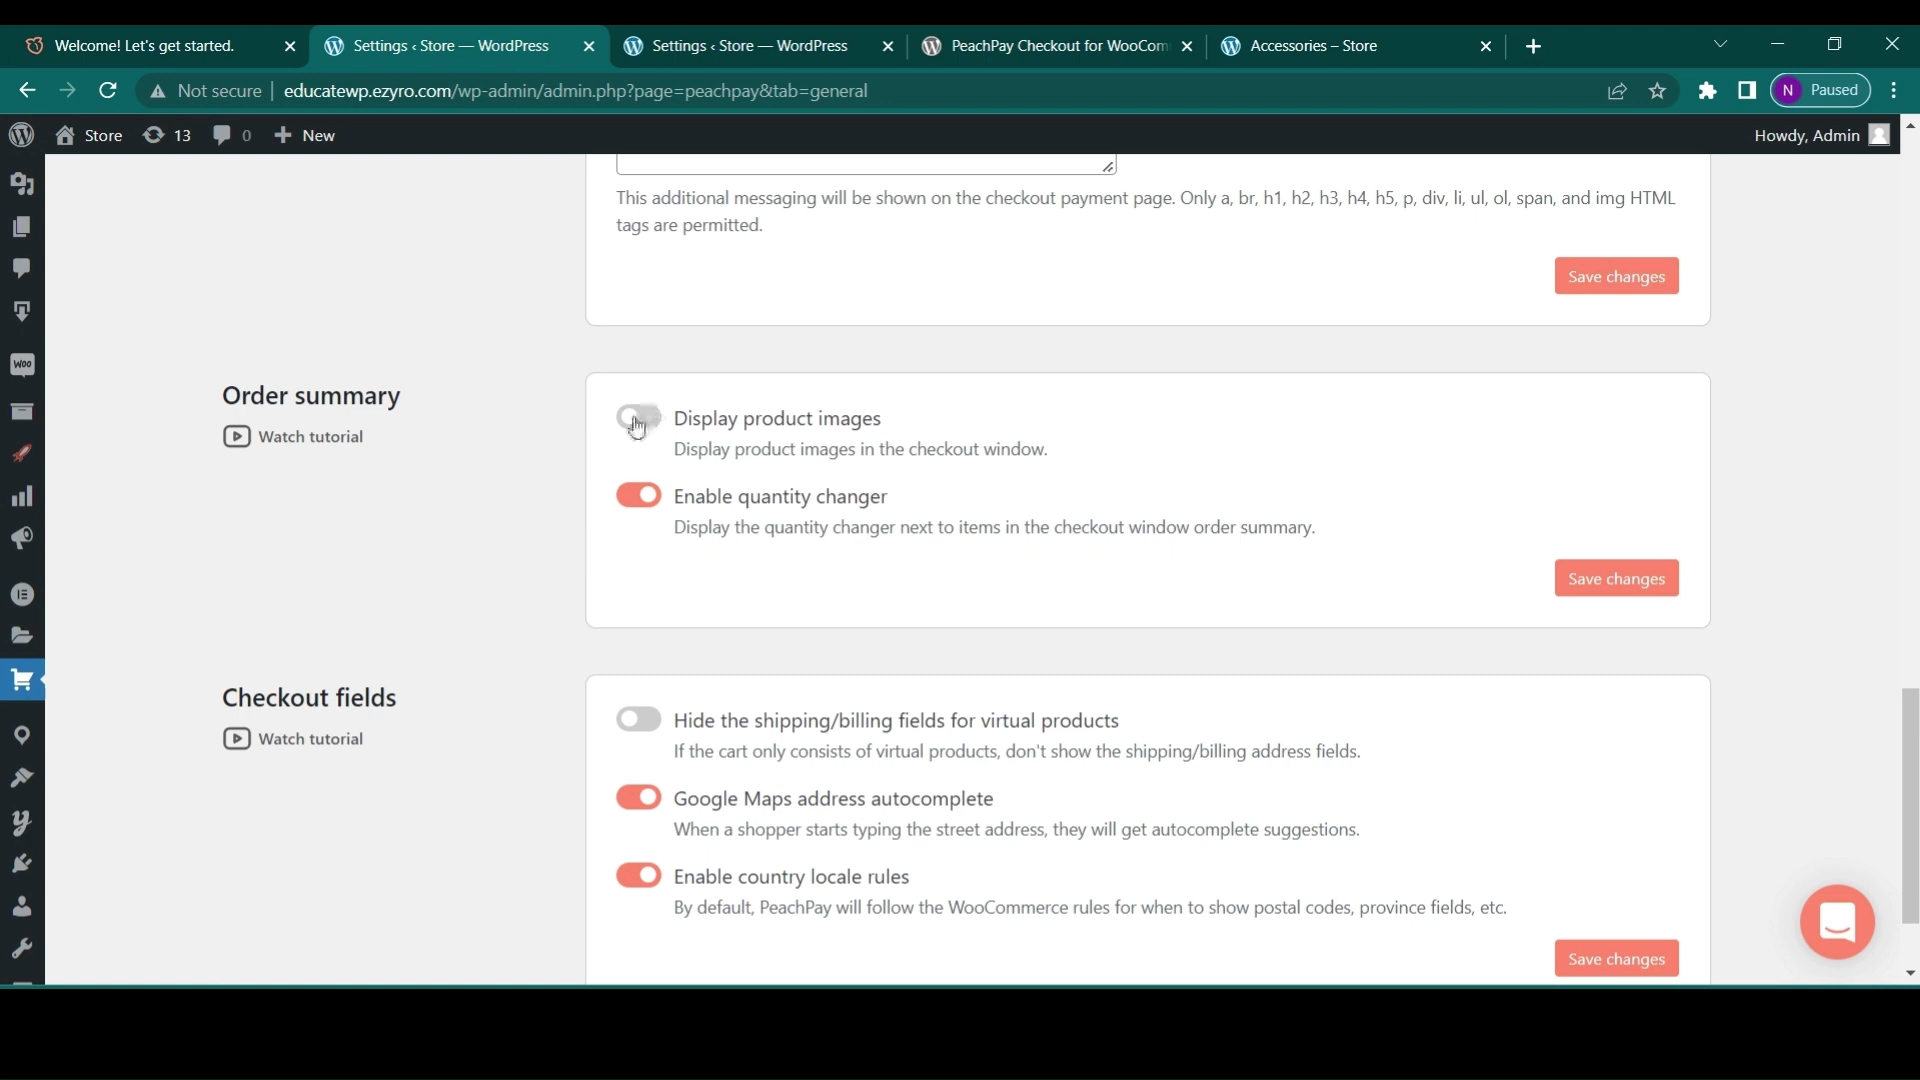 Welcome! Let's get started.
Settings ‹ Store — WordPress
Settings ‹ Store — WordPress
PeachPay Checkout for WooCom
Accessories – Store
Not secure
educatewp.ezyro.com/wp-admin/admin.php?page=peachpay&tab=general
N
Paused
Store
13
0
New
Howdy, Admin
This additional messaging will be shown on the checkout payment page. Only a, br, h1, h2, h3, h4, h5, p, div, li, ul, ol, span, and img HTML
tags are permitted.
Save changes
Woo
Order summary
Watch tutorial
Display product images
Display product images in the checkout window.
Enable quantity changer
Display the quantity changer next to items in the checkout window order summary.
Save changes
Checkout fields
Watch tutorial
Hide the shipping/billing fields for virtual products
If the cart only consists of virtual products, don't show the shipping/billing address fields.
Google Maps address autocomplete
When a shopper starts typing the street address, they will get autocomplete suggestions.
Enable country locale rules
By default, PeachPay will follow the WooCommerce rules for when to show postal codes, province fields, etc.
Save changes